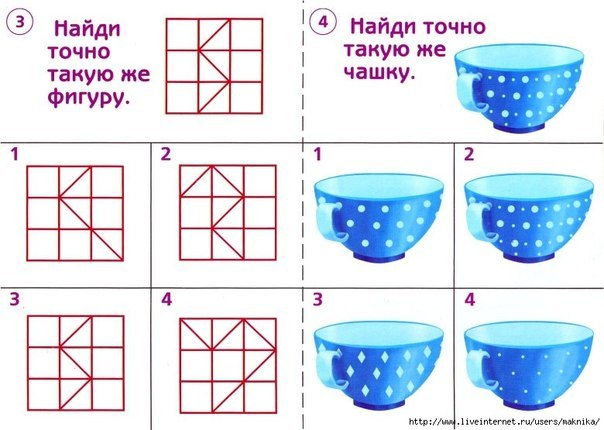 3
Найди
точно
такую же
фигуру.
1
2
3
4
4
Найди точно
такую же
чашку.
1
2
3
4
http://www.liveinternet.ru/users/maknika/